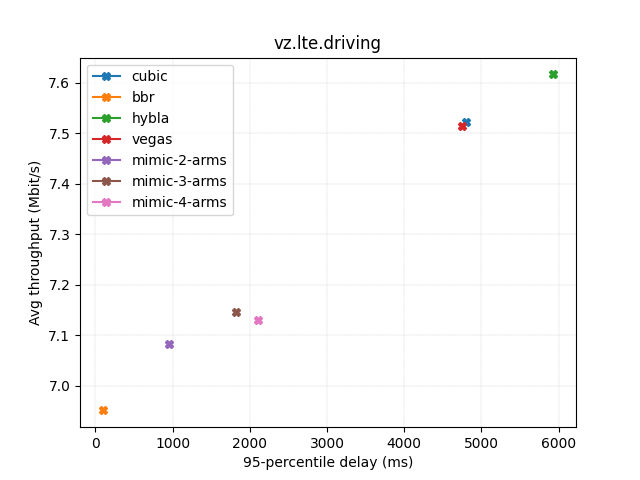 vz.lte.driving
cubic
bbr
hybla
vegas
mimic-2-arms
mimic-3-arms
mimic-4-arms
7.6
7.5
7.4
7.3
7.2
7.1
7.0
Avg throughput (Mbit/s)
0 1000 2000 3000 4000 5000 6000
95-percentile delay (ms)